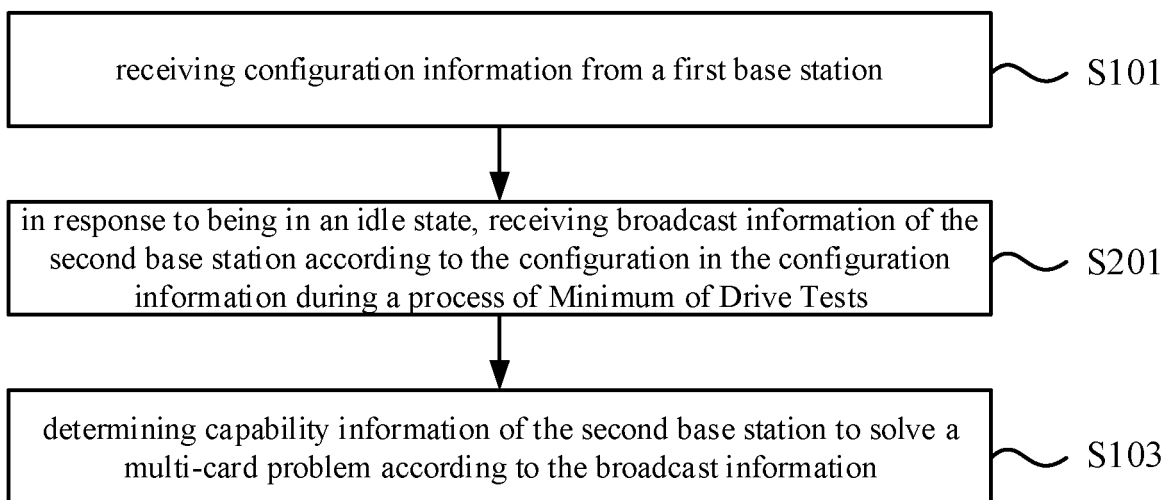 receiving configuration information from a first base station
S101
in response to being in an idle state, receiving broadcast information of the
second base station according to the configuration in the configuration
information during a process of Minimum of Drive Tests
S201
determining capability information of the second base station to solve a
multi-card problem according to the broadcast information
S103